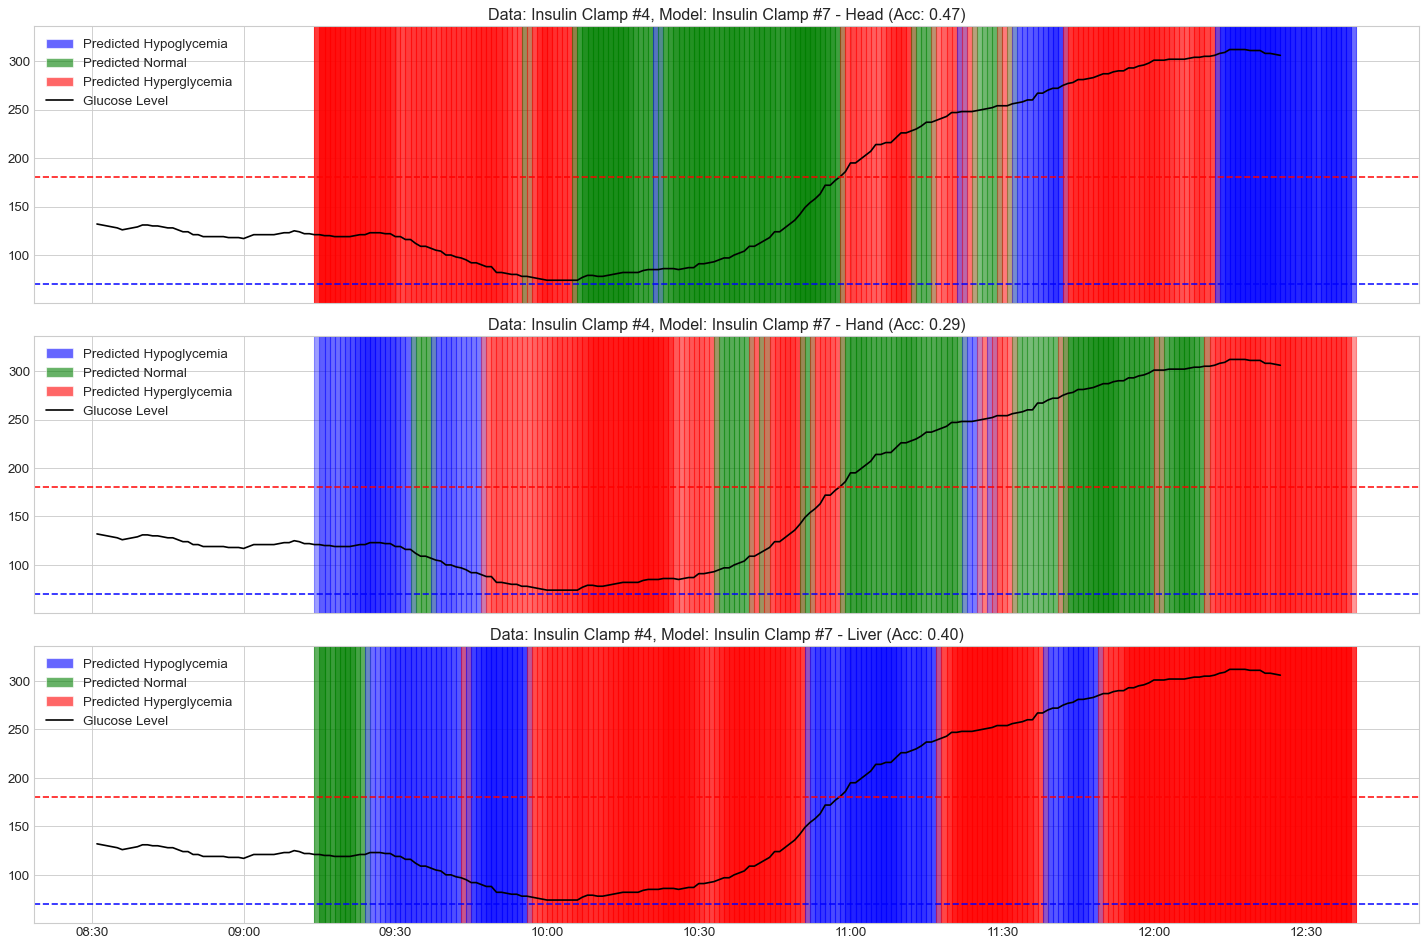 Data: Insulin Clamp #4, Model: Insulin Clamp #7 - Head (Acc: 0.47)
Predicted Hypoglycemia
Predicted Normal
Predicted Hyperglycemia
Glucose Level
300
250
200
150
100
Data: Insulin Clamp #4, Model: Insulin Clamp #7 - Hand (Acc: 0.29)
Predicted Hypoglycemia
Predicted Normal
Predicted Hyperglycemia
Glucose Level
300
250
200
150
100
Data: Insulin Clamp #4, Model: Insulin Clamp #7 - Liver (Acc: 0.40)
Predicted Hypoglycemia
Predicted Normal
Predicted Hyperglycemia
Glucose Level
300
250
200
150
100
08:30 09:00 09:30 10:00 10:30 11:00 11:30 12:00 12:30